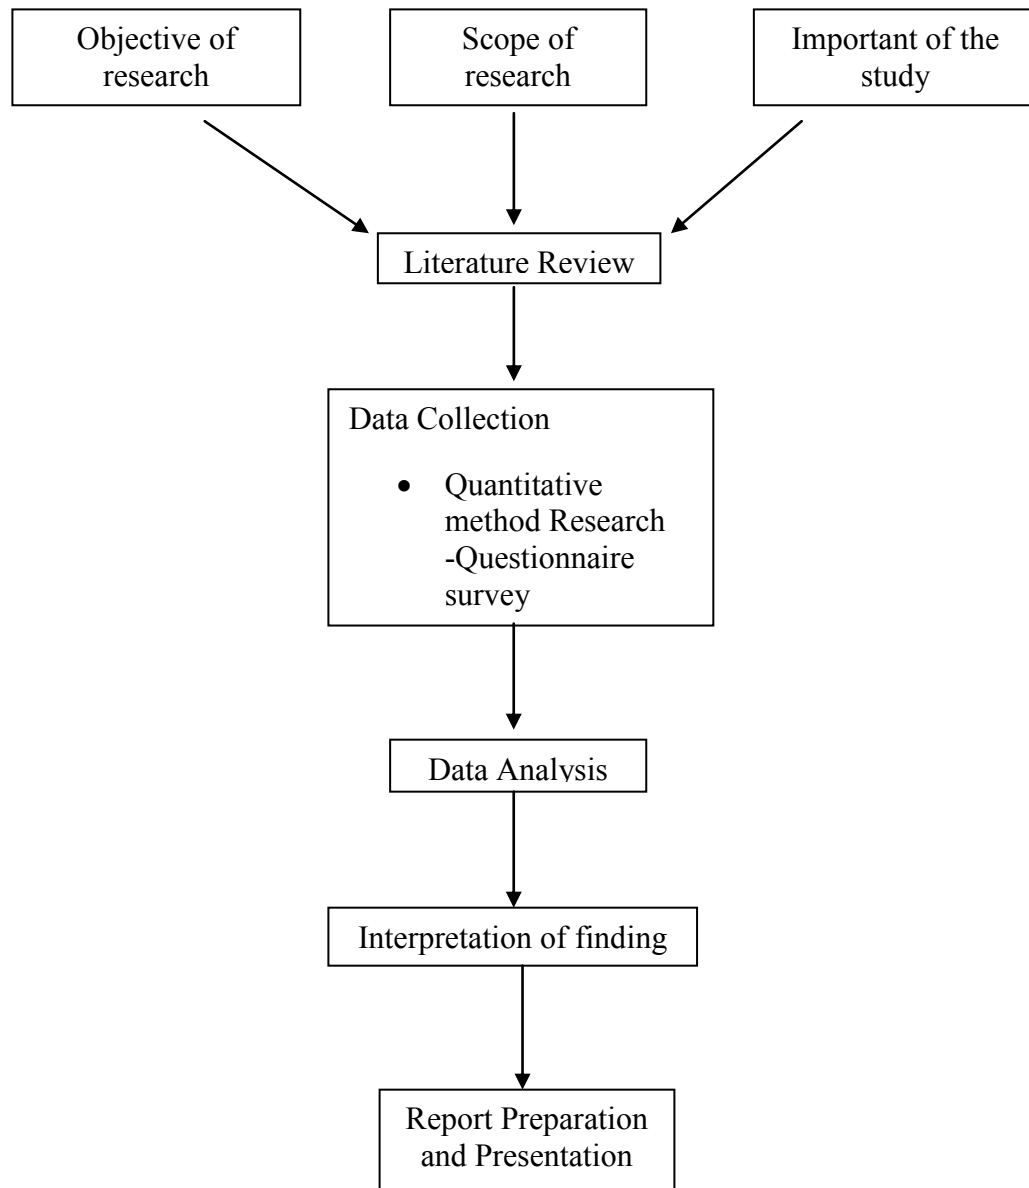 Objective of
research
Scope of
research
Important of the
study
Literature Review
Data Collection
• Quantitative
method Research
-Questionnaire
survey
Data Analysis
Interpretation of finding
Report Preparation
and Presentation